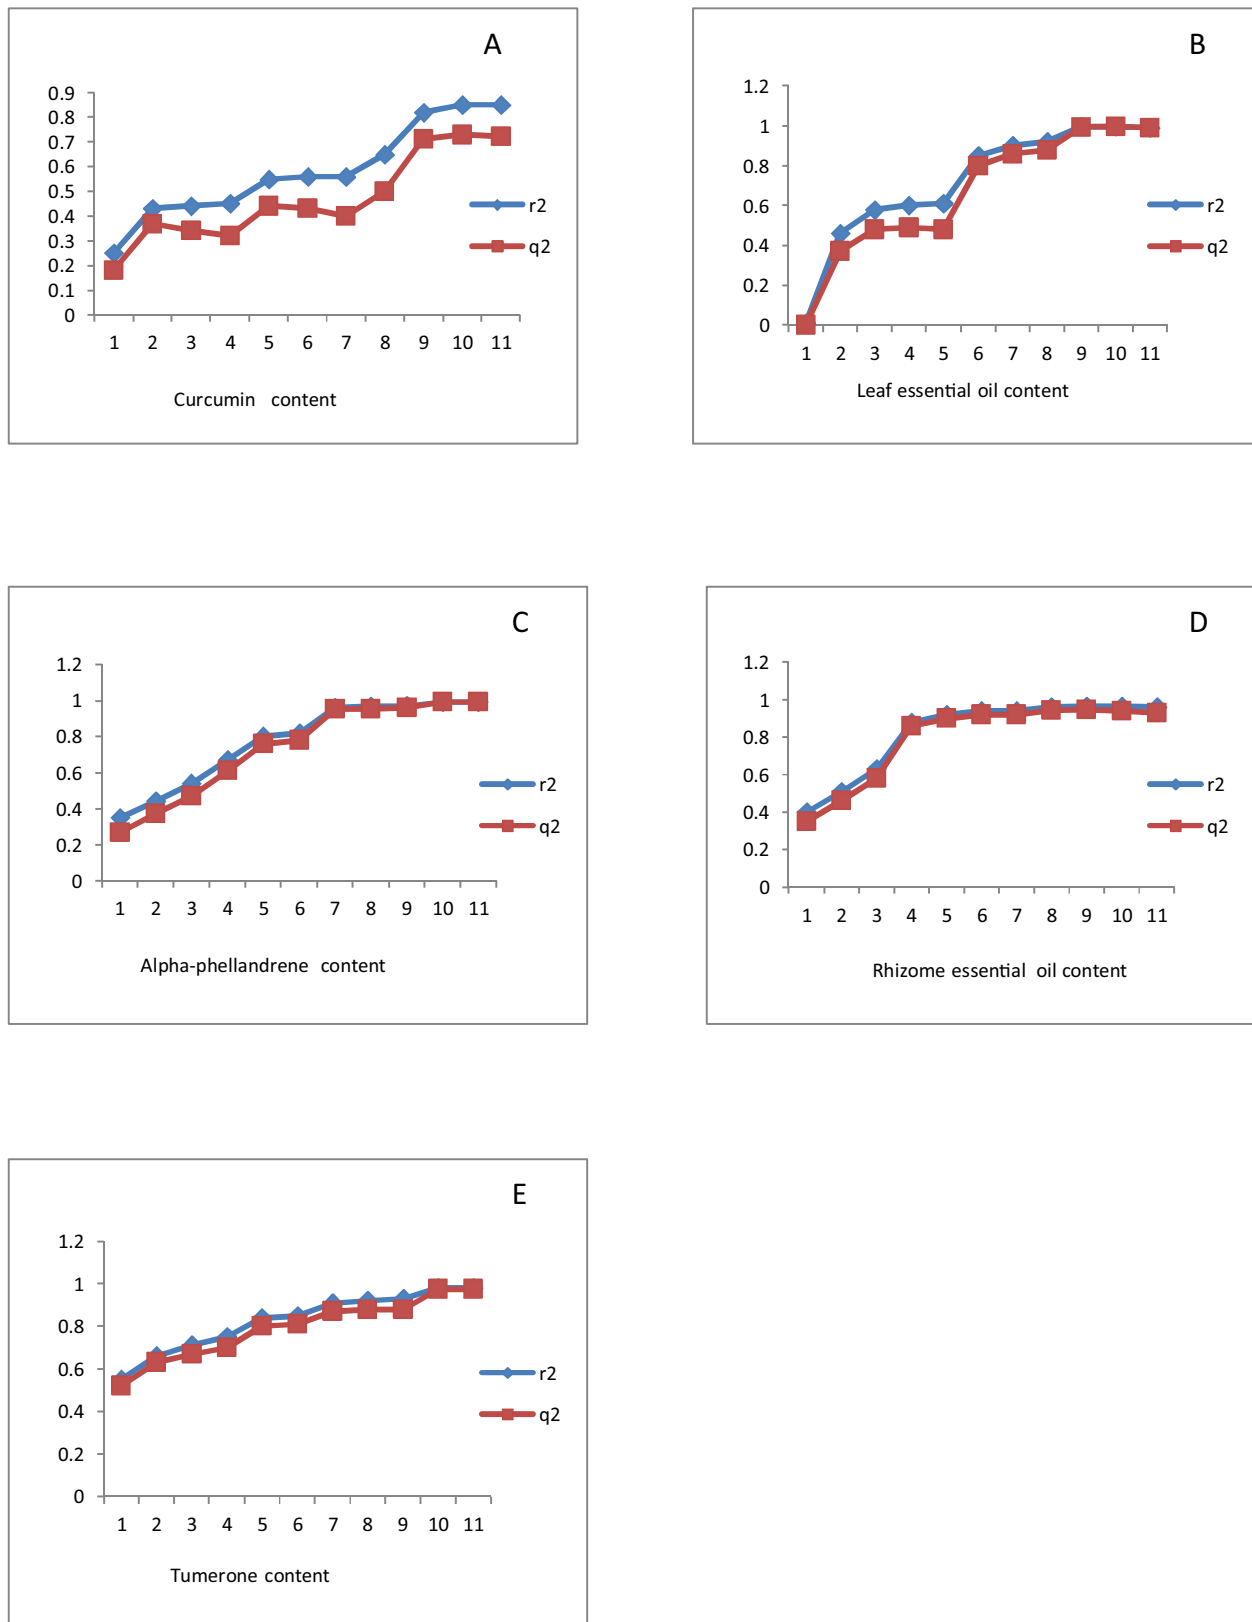 A
0.9
0.8
0.7
0.6
0.5
0.4
0.3
0.2
0.1
0
1 2 3 4 5 6 7 8 9 10 11
r2
q2
Curcumin content
B
1.2
1
0.8
0.6
0.4
0.2
0
1 2 3 4 5 6 7 8 9 10 11
r2
q2
Leaf essential oil content
C
1.2
1
0.8
0.6
0.4
0.2
0
1 2 3 4 5 6 7 8 9 10 11
r2
q2
Alpha-phellandrene content
D
1.2
1
0.8
0.6
0.4
0.2
0
1 2 3 4 5 6 7 8 9 10 11
r2
q2
Rhizome essential oil content
E
1.2
1
0.8
0.6
0.4
0.2
0
1 2 3 4 5 6 7 8 9 10 11
r2
q2
Tumerone content